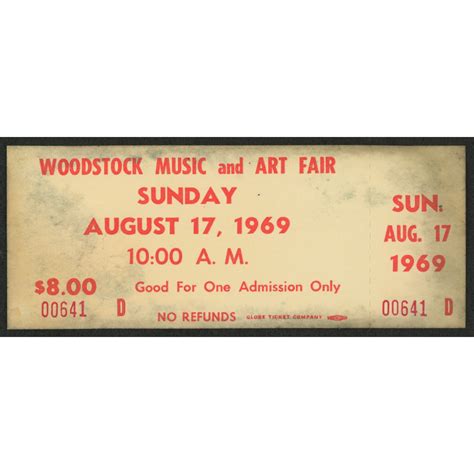 WOODSTOCK MUSIC and ART FAIR
SUNDAY
AUGUST 17, 1969
10:00 A. M.
$8.00
Good For One Admission Only
00641 D
NO REFUNDS
GLOBE TICKET COMPANY
SUN:
AUG. 17
1969
00641 D